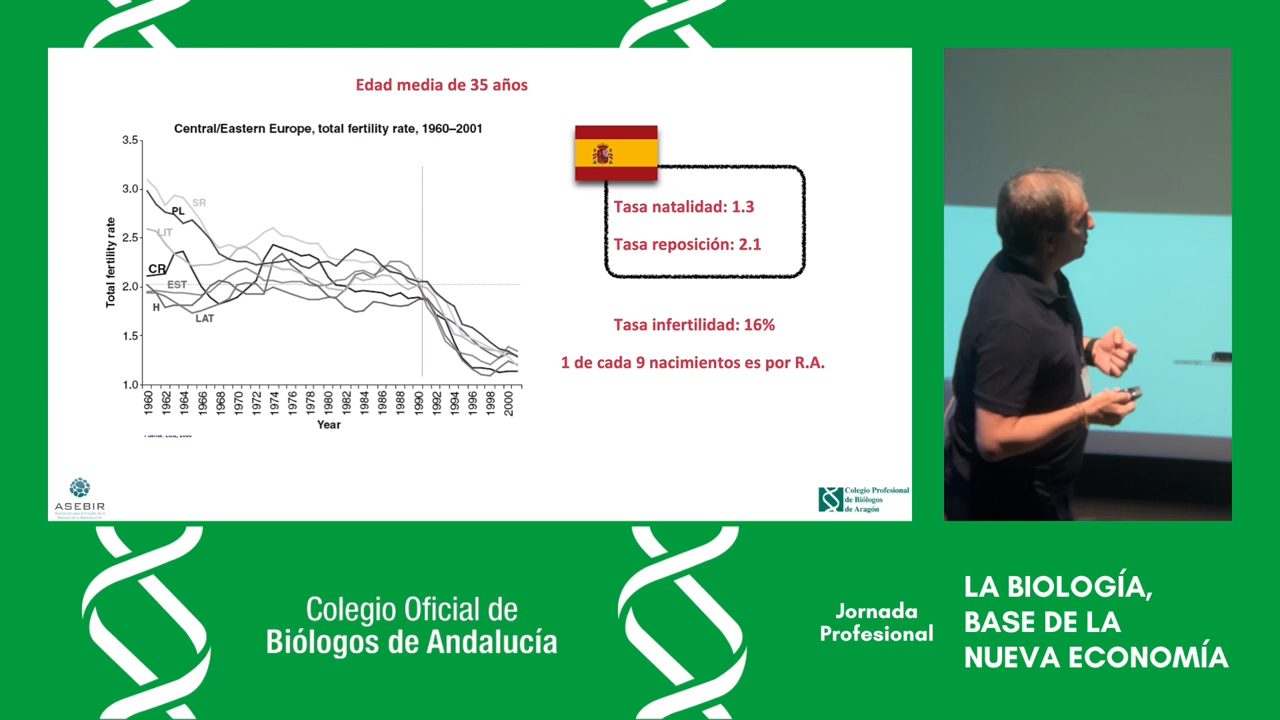 Edad media de 35 años
Central/Eastern Europe, total fertility rate, 1960–2001
Total fertility rate
3.5
3.0
2.5
2.0
1.5
1.0
SR
PL
LIT
CR
EST
H
LAT
1960
1962
1964
1966
1968
1970
1972
1974
1976
1978
1980
1982
1984
1986
1988
1990
1992
1994
1996
1998
2000
Year
Tasa natalidad: 1.3
Tasa reposición: 2.1
Tasa infertilidad: 16%
1 de cada 9 nacimientos es por R.A.
ASEBIR
Colegio Profesional
de Biólogos
de Aragón
Colegio Oficial de
Biólogos de Andalucía
Jornada
Profesional
LA BIOLOGÍA,
BASE DE LA
NUEVA ECONOMÍA